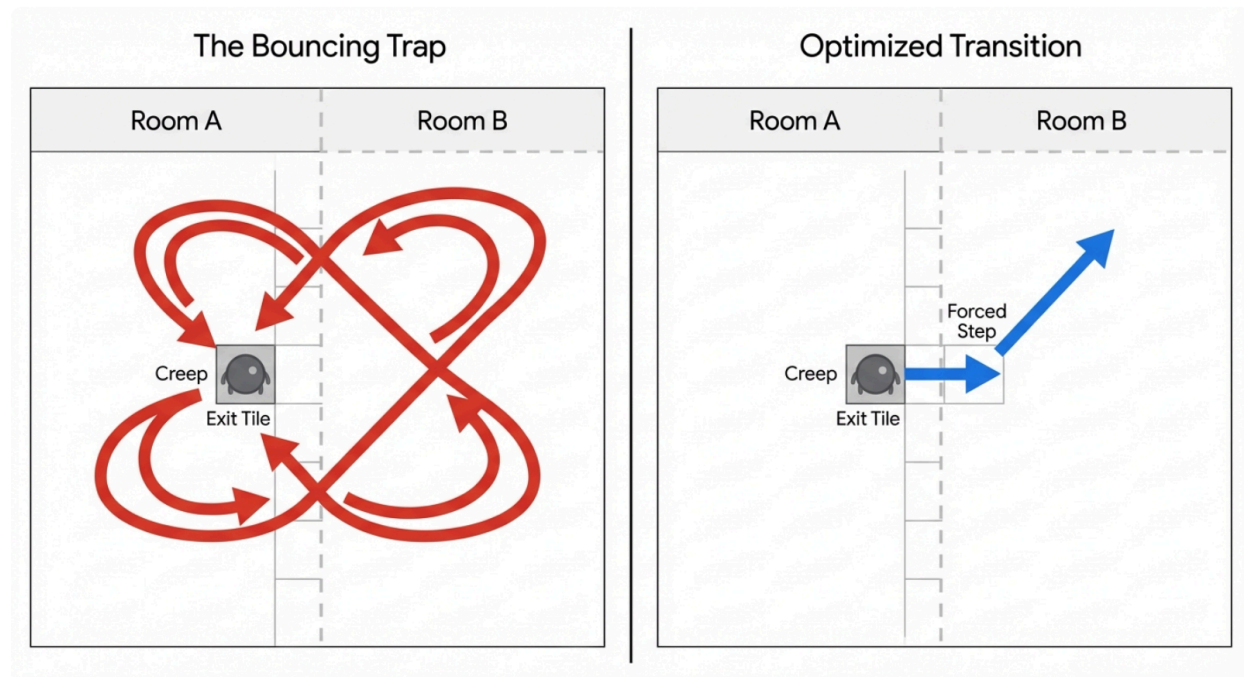 The Bouncing Trap
Room A
Room B
Creep
Exit Tile
Optimized Transition
Room A
Room B
Forced
Step
Creep
Exit Tile